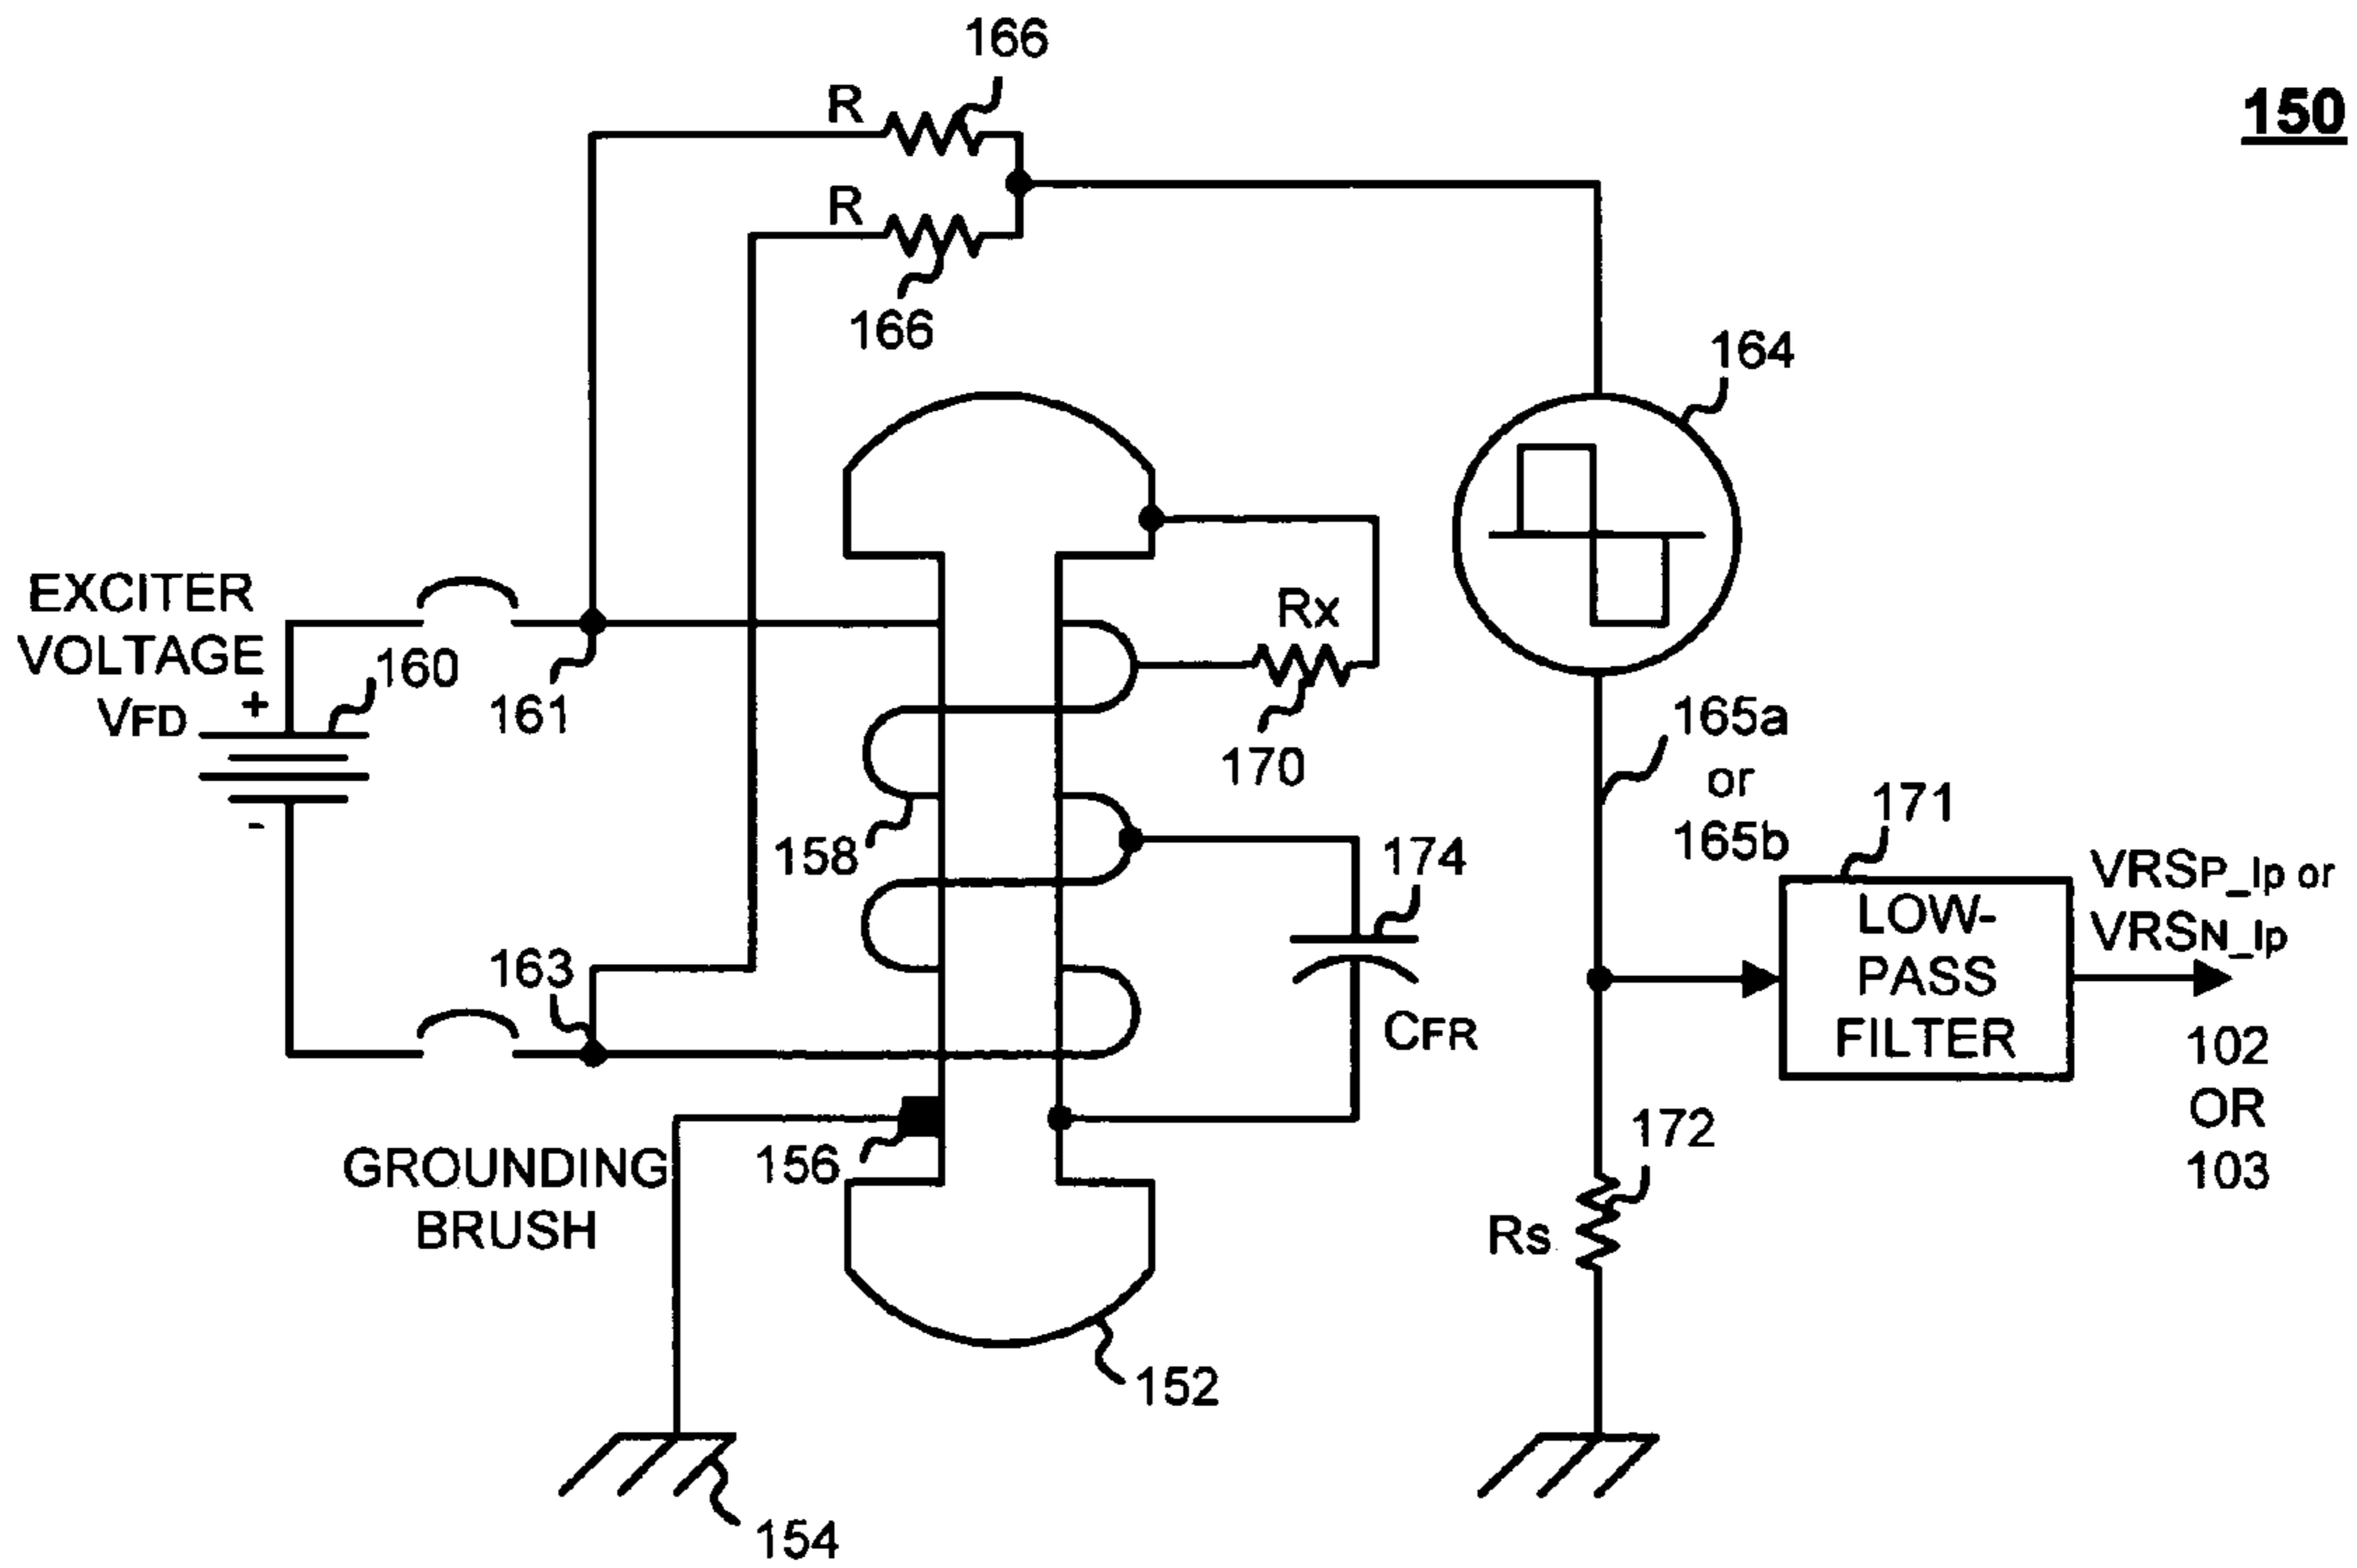 166
150
R
R
166
164
EXCITER
VOLTAGE
VFD
+
-
160
161
Rx
170
165a
or
165b
171
158
174
VRSP_lp or
VRSN_lp
LOW-
PASS
FILTER
163
CFR
102
OR
103
GROUNDING
BRUSH
156
172
Rs
152
154